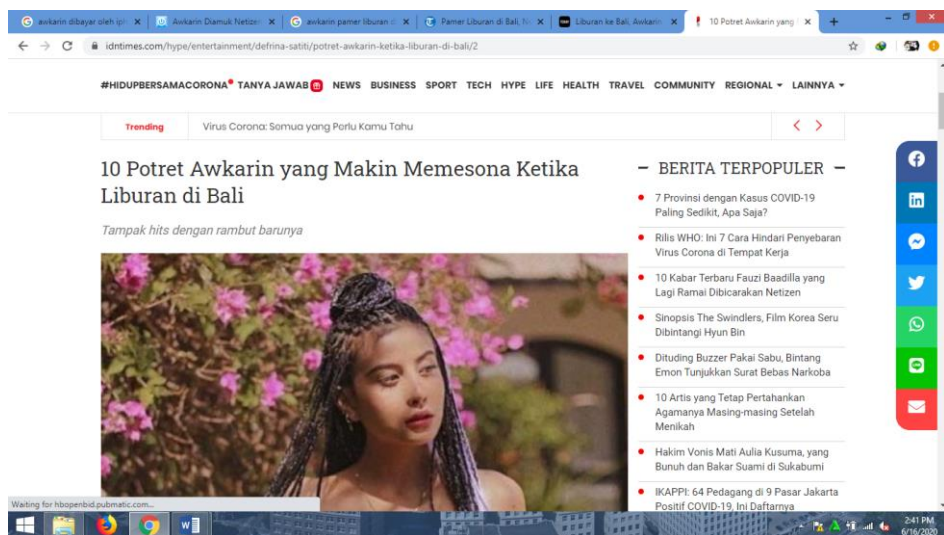 awkarin dibayar oleh
Awkarin Diamuk Netizen
awkarin pamer liburan
Pamer Liburan di Bali, N
Liburan ke Bali, Awkarin
10 Potret Awkarin yang
idntimes.com/hype/entertainment/defrina-satiti/potret-awkarin-ketika-liburan-di-bali/2
#HIDUPBERSAMACORONA TANYA JAWAB NEWS BUSINESS SPORT TECH HYPE LIFE HEALTH TRAVEL COMMUNITY REGIONAL LAINNYA
Trending Virus Corona: Semua yang Perlu Kamu Tahu
10 Potret Awkarin yang Makin Memesona Ketika
Liburan di Bali
Tampak hits dengan rambut barunya
BERITA TERPOPULER
7 Provinsi dengan Kasus COVID-19
Paling Sedikit, Apa Saja?
Rilis WHO: Ini 7 Cara Hindari Penyebaran
Virus Corona di Tempat Kerja
10 Kabar Terbaru Fauzi Baadilla yang
Lagi Ramai Dibicarakan Netizen
Sinopsis The Swindlers, Film Korea Seru
Dibintangi Hyun Bin
Dituding Buzzer Pakai Sabu, Bintang
Emon Tunjukkan Surat Bebas Narkoba
10 Artis yang Tetap Pertahankan
Agamanya Masing-masing Setelah
Menikah
Hakim Vonis Mati Aulia Kusuma, yang
Bunuh dan Bakar Suami di Sukabumi
IKAPPI: 64 Pedagang di 9 Pasar Jakarta
Positif COVID-19, Ini Daftarnya
Waiting for hbopenbid.pubmatic.com...
2:41 PM
6/16/2020